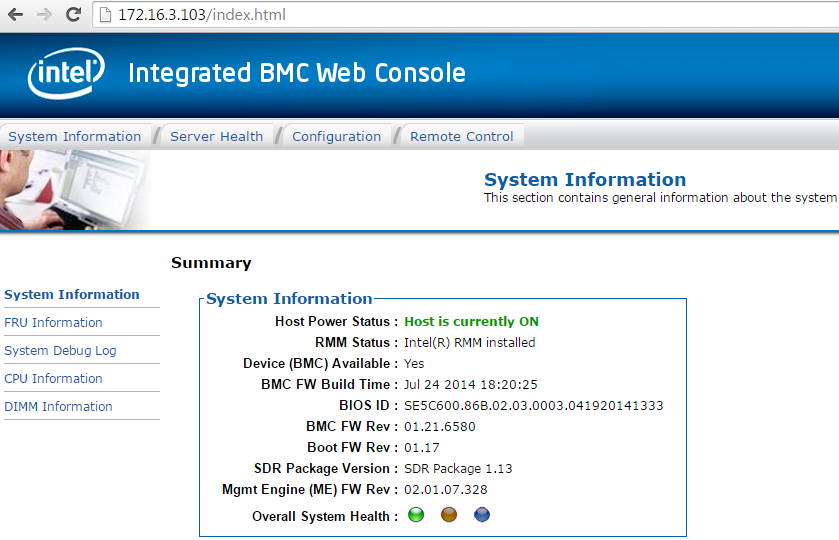 172.16.3.103/index.html
intel Integrated BMC Web Console
System Information / Server Health / Configuration / Remote Control
System Information
This section contains general information about the system
Summary
System Information
FRU Information
System Debug Log
CPU Information
DIMM Information
System Information
Host Power Status : Host is currently ON
RMM Status : Intel(R) RMM installed
Device (BMC) Available : Yes
BMC FW Build Time : Jul 24 2014 18:20:25
BIOS ID : SE5C600.86B.02.03.0003.041920141333
BMC FW Rev : 01.21.6580
Boot FW Rev : 01.17
SDR Package Version : SDR Package 1.13
Mgmt Engine (ME) FW Rev : 02.01.07.328
Overall System Health :